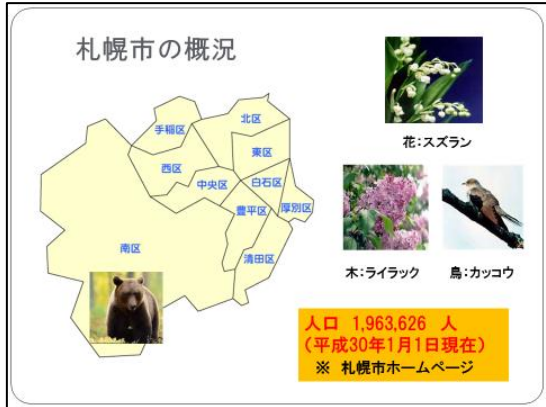 札幌市の概況
花：スズラン
木：ライラック
鳥：カッコウ
手稲区
北区
西区
東区
中央区
白石区
豊平区
厚別区
南区
清田区
人口 1,963,626 人
（平成30年1月1日現在）
※ 札幌市ホームページ